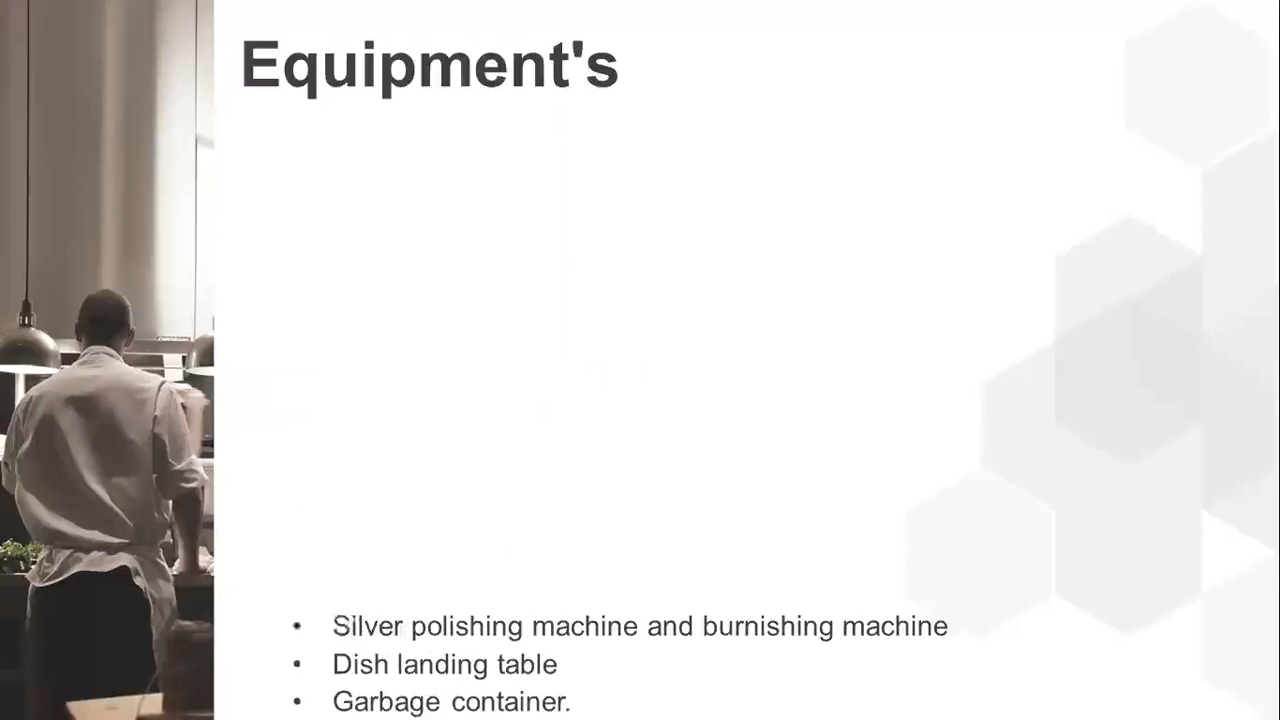 Equipment's
• Silver polishing machine and burnishing machine
• Dish landing table
• Garbage container.